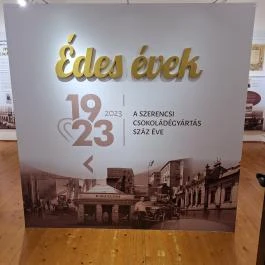 Édes évek
19
2023
23
A SZERENCSI
CSOKOLÁDÉGYÁRTÁS
SZÁZ ÉVE